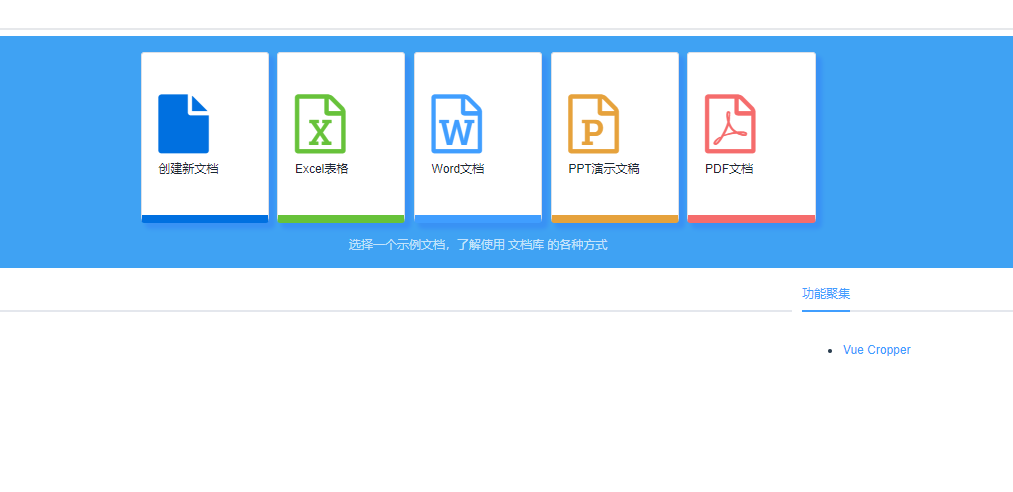 创建新文档
Excel表格
Word文档
PPT演示文稿
PDF文档
选择一个示例文档，了解使用 文档库 的各种方式
功能聚集
Vue Cropper